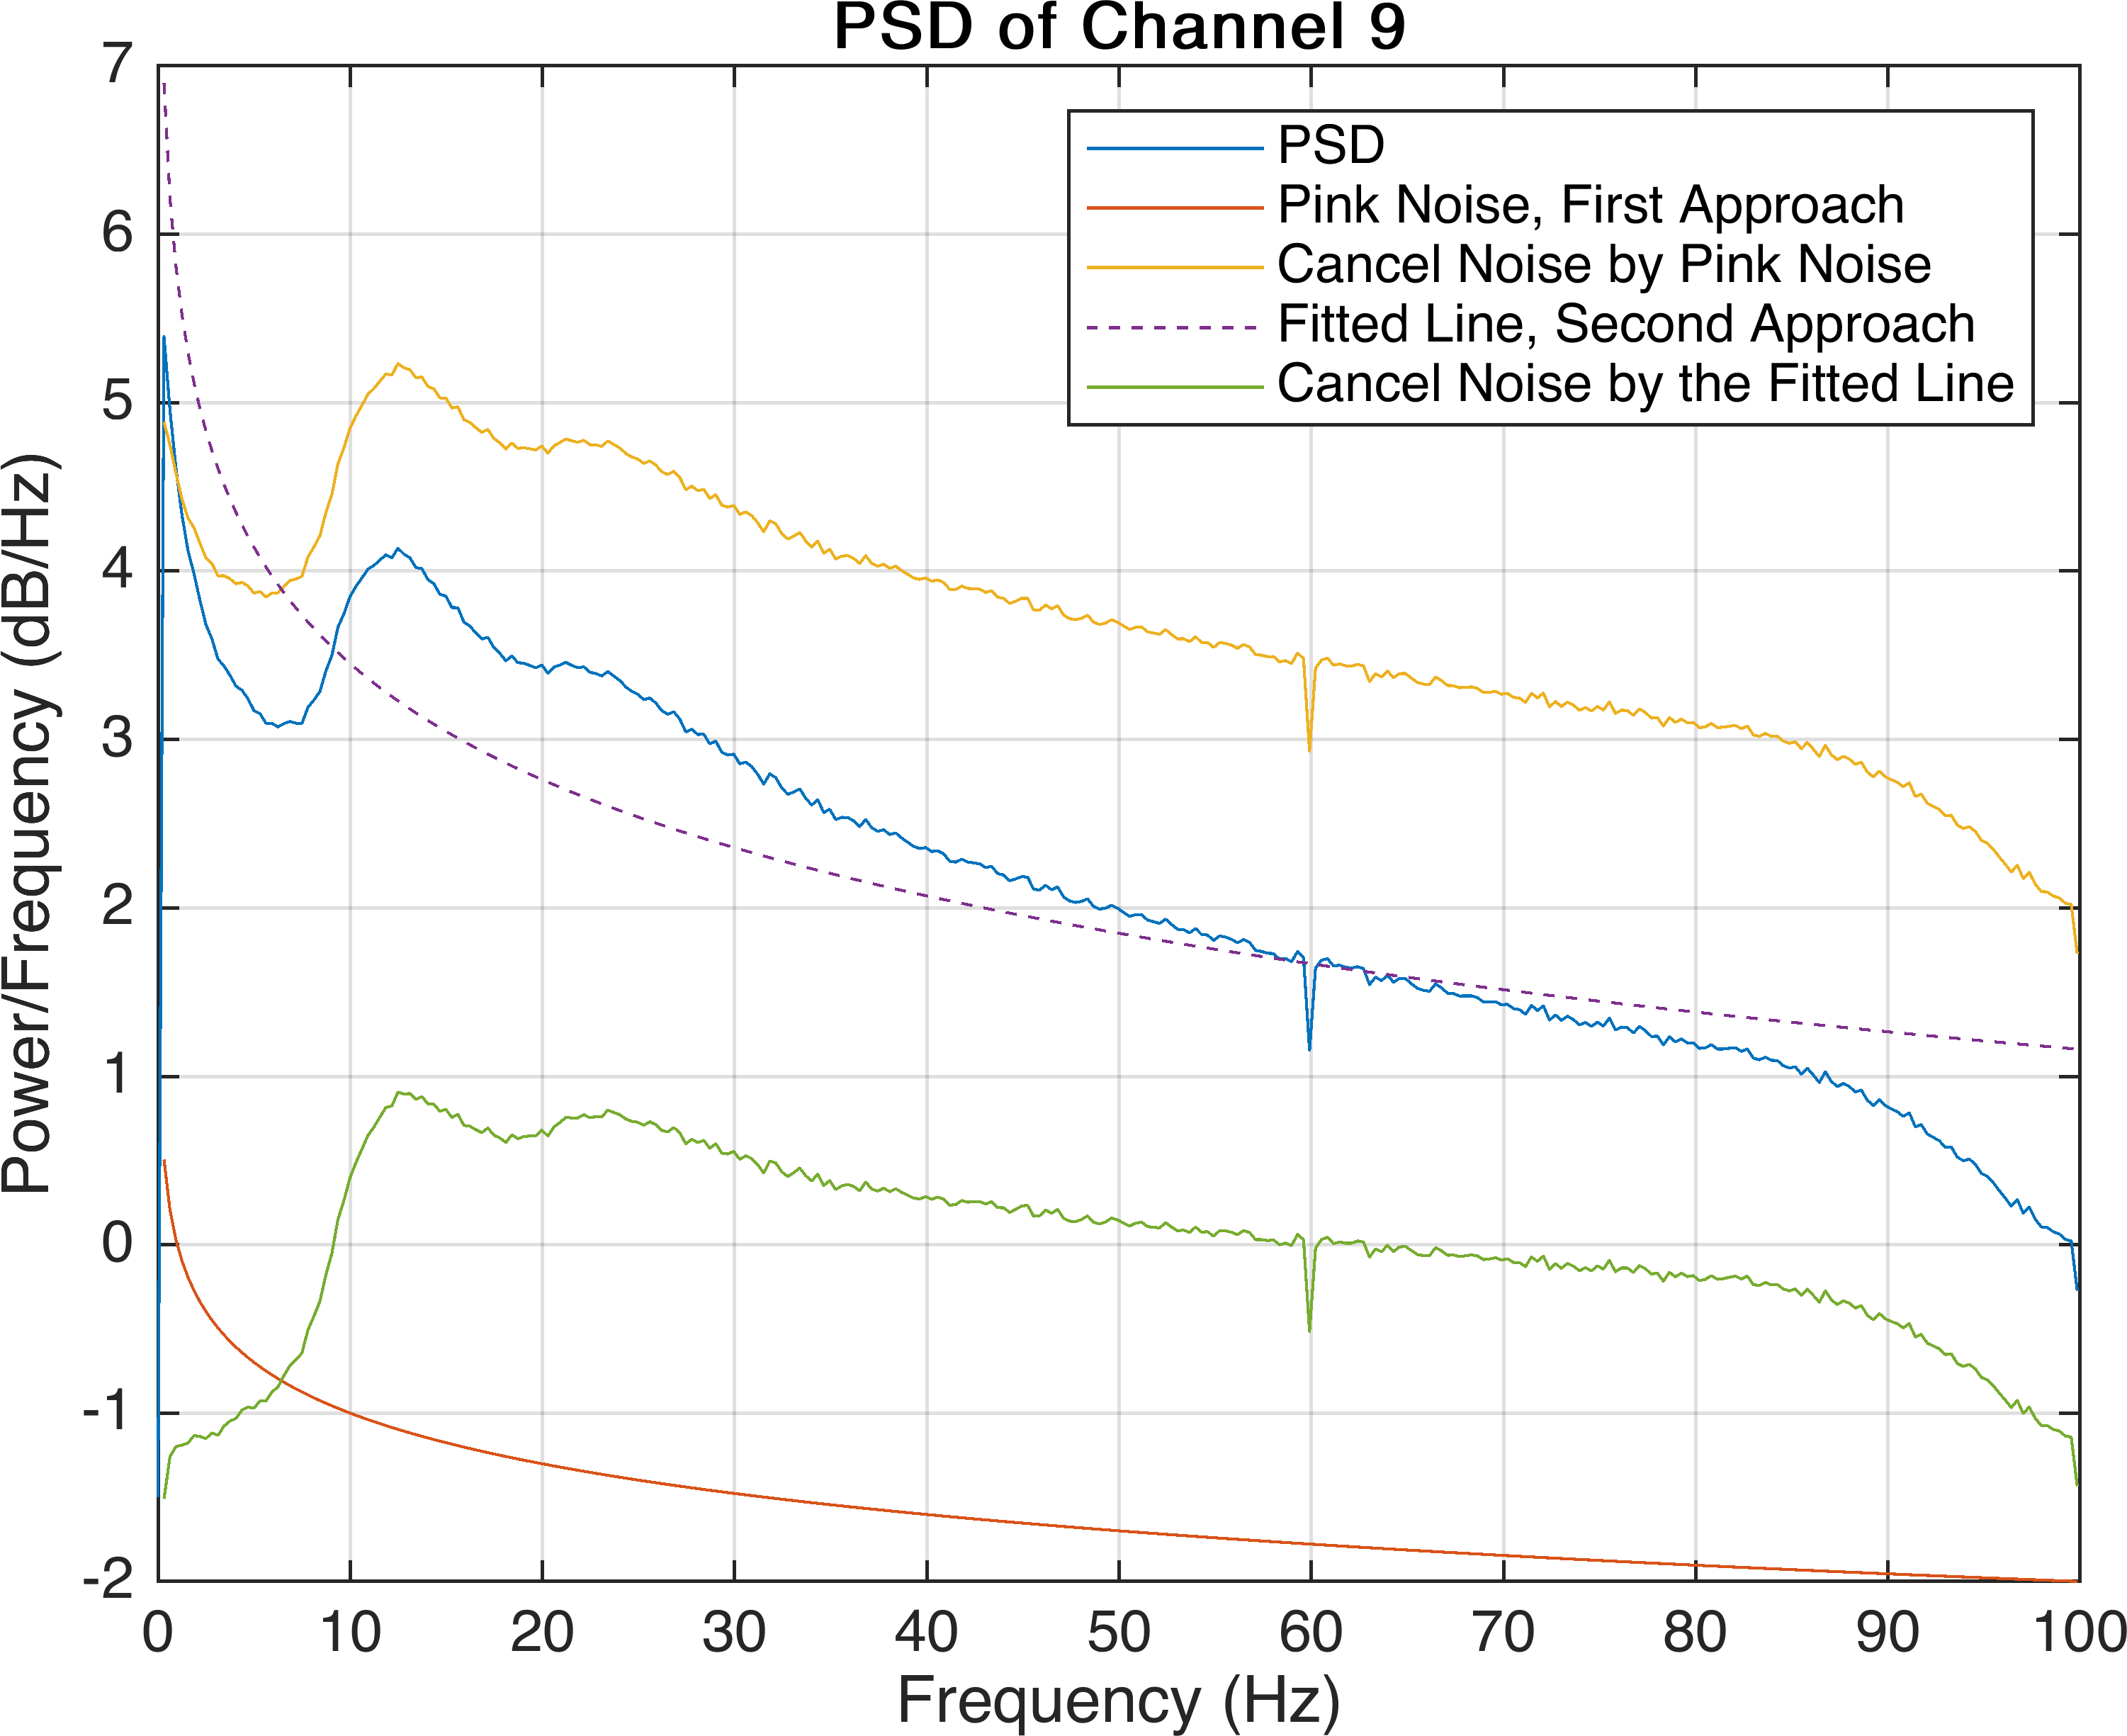 PSD of Channel 9
7
6
5
4
3
2
1
0
-1
-2
Power/Frequency (dB/Hz)
PSD
Pink Noise, First Approach
Cancel Noise by Pink Noise
Fitted Line, Second Approach
Cancel Noise by the Fitted Line
0 10 20 30 40 50 60 70 80 90 100
Frequency (Hz)